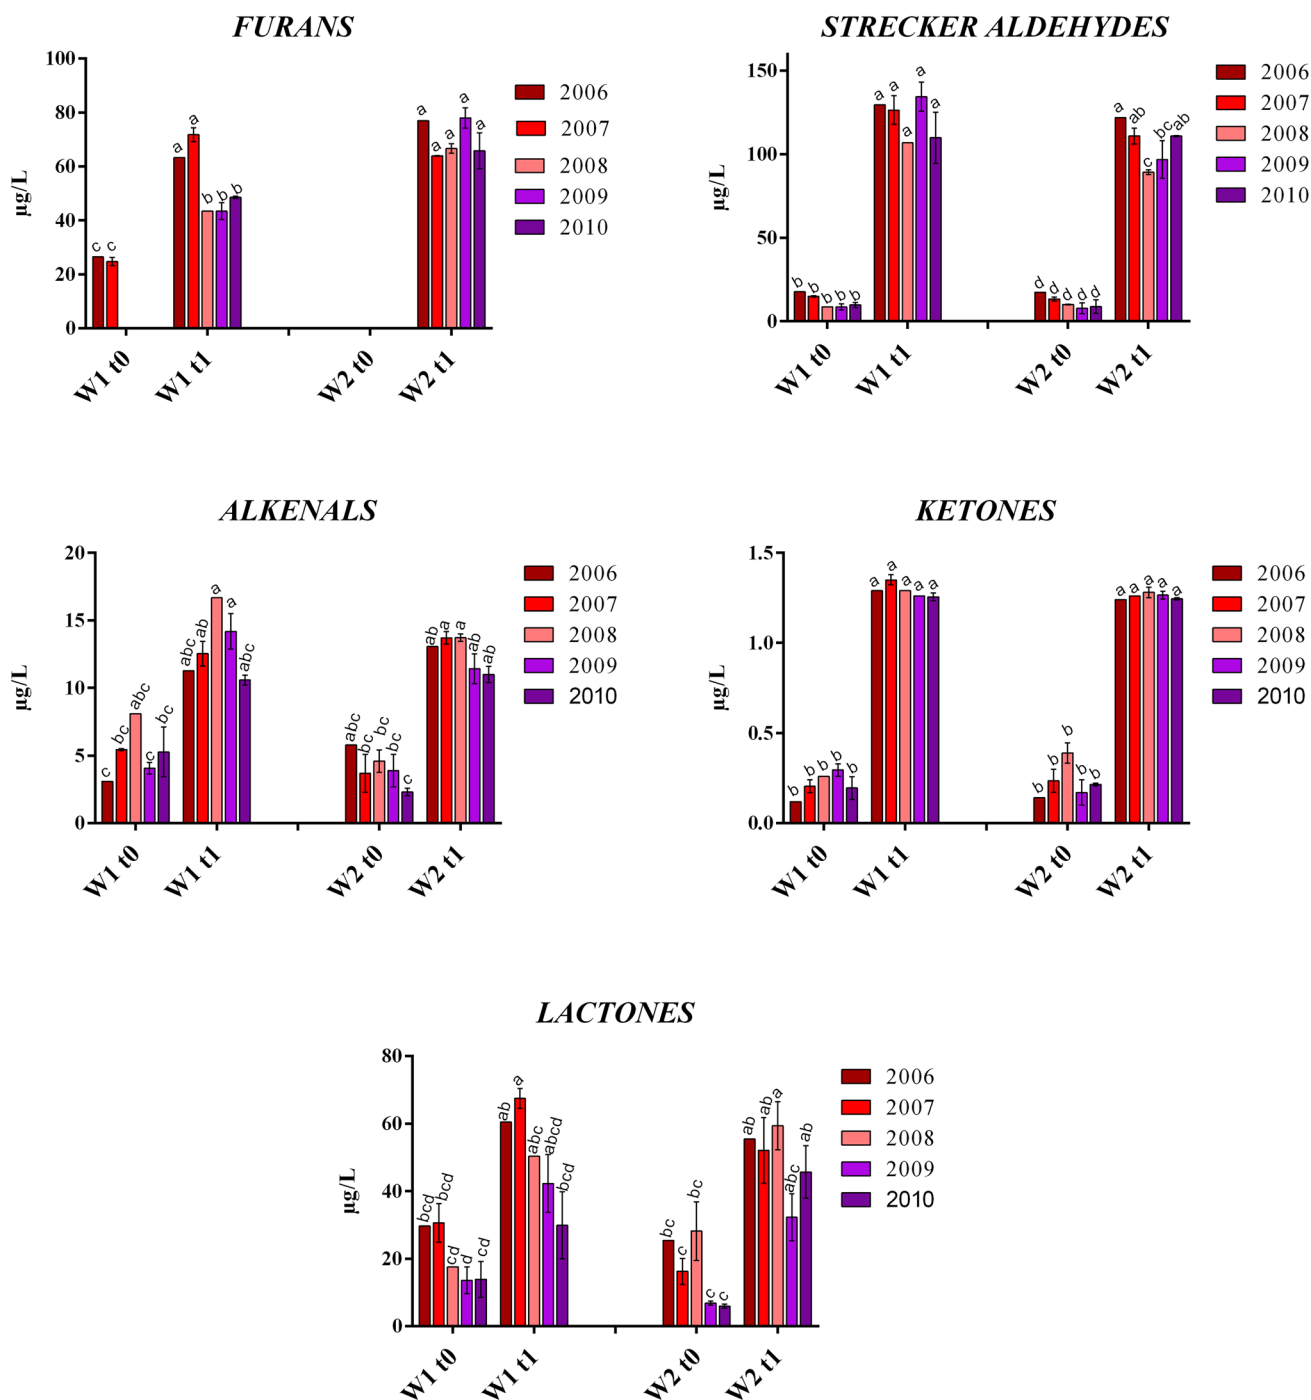 FURANS
µg/L
100
80
60
40
20
0
c c
a a b b b
a a a a a
W1 t0
W1 t1
W2 t0
W2 t1
2006
2007
2008
2009
2010
STRECKER ALDEHYDES
µg/L
150
100
50
0
b b b b b
a a a a a
d d d d d
a ab c bc ab
W1 t0
W1 t1
W2 t0
W2 t1
2006
2007
2008
2009
2010
ALKENALS
µg/L
20
15
10
5
0
c bc abc c bc
abc ab a a abc
abc bc bc bc c
ab a a ab ab
W1 t0
W1 t1
W2 t0
W2 t1
2006
2007
2008
2009
2010
KETONES
µg/L
1.5
1.0
0.5
0.0
b b b b b
a a a a a
b b b b b
a a a a a
W1 t0
W1 t1
W2 t0
W2 t1
2006
2007
2008
2009
2010
LACTONES
µg/L
80
60
40
20
0
bcd bcd cd d cd
ab a abc abcd bcd
bc c bc c c
ab ab a abc ab
W1 t0
W1 t1
W2 t0
W2 t1
2006
2007
2008
2009
2010